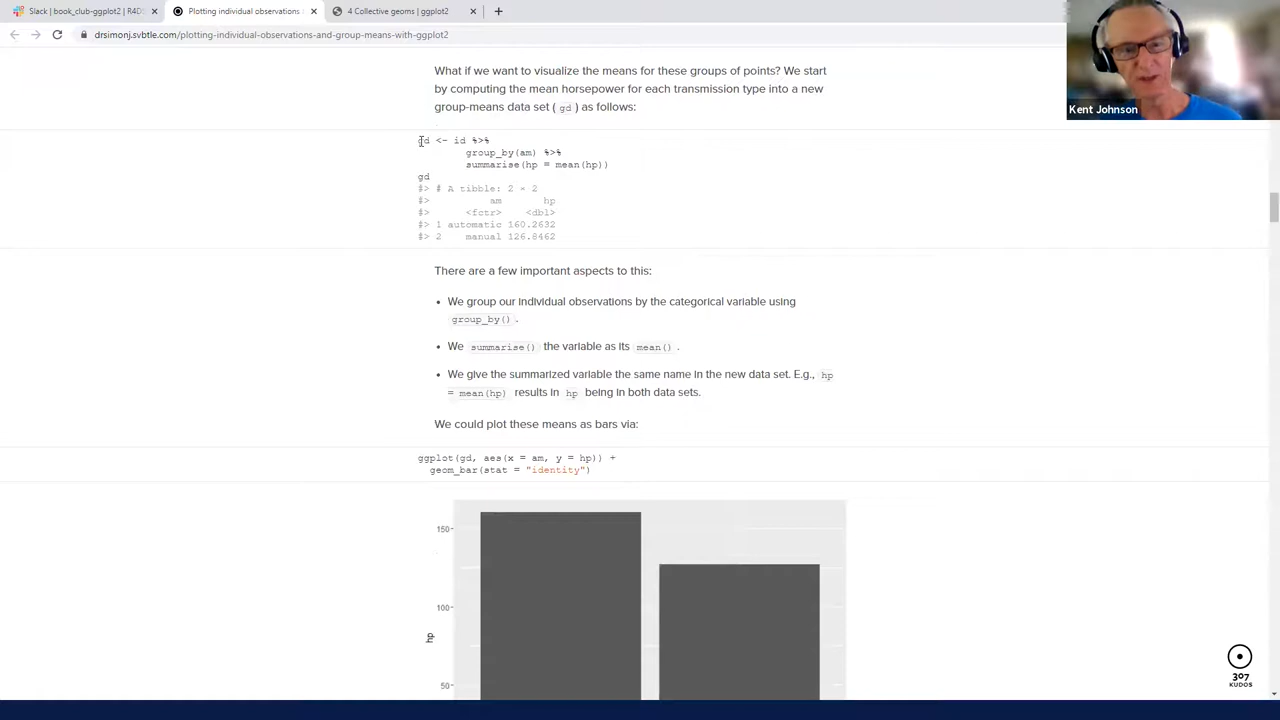 Slack | book_club-ggplot2 | R4DS
Plotting individual observations
4 Collective geoms | ggplot2
drsimonj.svbtle.com/plotting-individual-observations-and-group-means-with-ggplot2
Kent Johnson
What if we want to visualize the means for these groups of points? We start
by computing the mean horsepower for each transmission type into a new
group-means data set ( gd ) as follows:
gd <- id %>%
group_by(am) %>%
summarise(hp = mean(hp))
gd
#> # A tibble: 2 × 2
#> am hp
#> <fctr> <dbl>
#> 1 automatic 160.2632
#> 2 manual 126.8462
There are a few important aspects to this:
• We group our individual observations by the categorical variable using
group_by() .
• We summarise() the variable as its mean() .
• We give the summarized variable the same name in the new data set. E.g., hp
= mean(hp) results in hp being in both data sets.
We could plot these means as bars via:
ggplot(gd, aes(x = am, y = hp)) +
geom_bar(stat = "identity")
150
100
hp
50
307
KUDOS